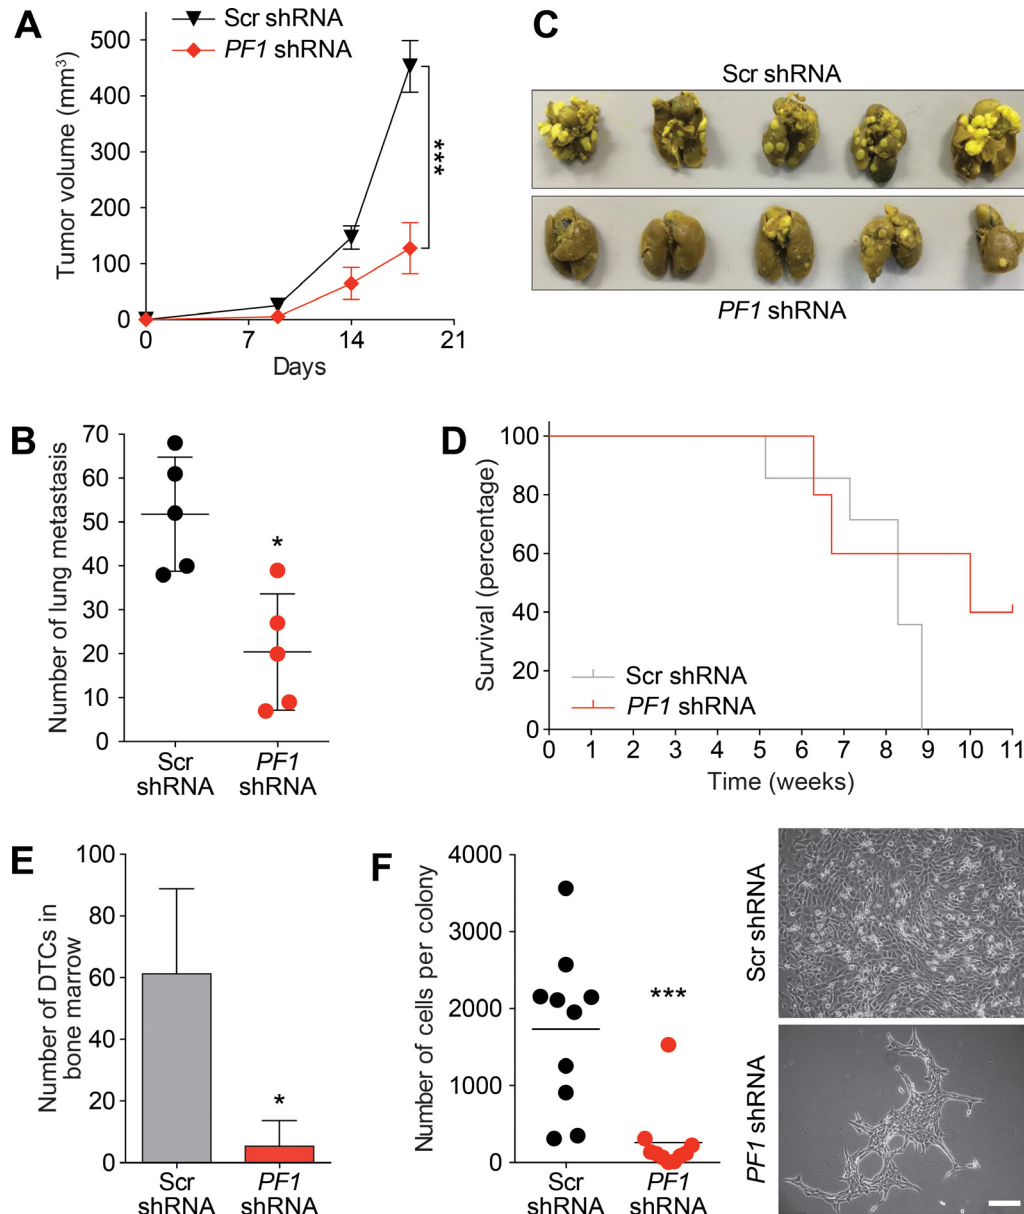 A
Scr shRNA
PF1 shRNA
Tumor volume (mm³)
500
400
300
200
100
0
***
0 7 14 21
Days
C
Scr shRNA
PF1 shRNA
B
Number of lung metastasis
70
60
50
40
30
20
10
0
*
Scr shRNA
PF1 shRNA
D
Survival (percentage)
100
80
60
40
20
0
Scr shRNA
PF1 shRNA
0 1 2 3 4 5 6 7 8 9 10 11
Time (weeks)
E
Number of DTCs in
bone marrow
100
80
60
40
20
0
*
Scr
shRNA
PF1
shRNA
F
Number of cells per colony
4000
3000
2000
1000
0
***
Scr
shRNA
PF1
shRNA
Scr shRNA
PF1 shRNA